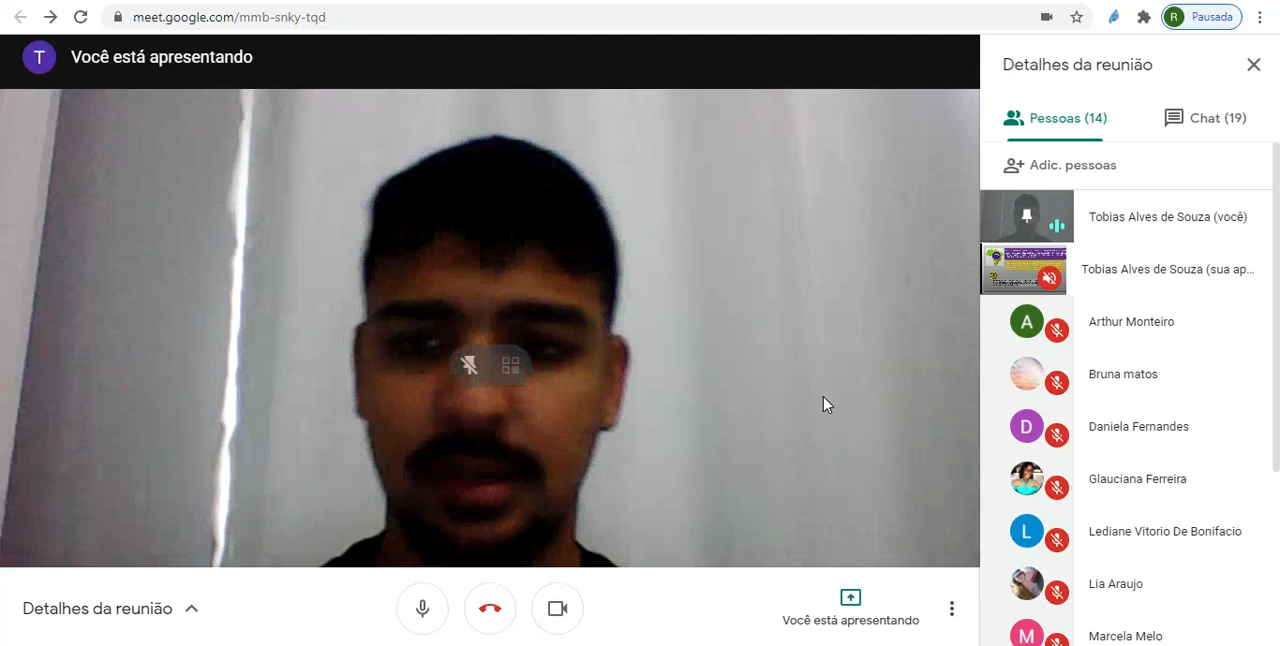 meet.google.com/mmb-snky-tqd
R Pausada
T Você está apresentando
Detalhes da reunião
Pessoas (14)
Chat (19)
Adic. pessoas
Tobias Alves de Souza (você)
Tobias Alves de Souza (sua ap...
A Arthur Monteiro
Bruna matos
D Daniela Fernandes
Glauciana Ferreira
L Lediane Vitorio De Bonifacio
Lia Araujo
M Marcela Melo
Detalhes da reunião
Você está apresentando